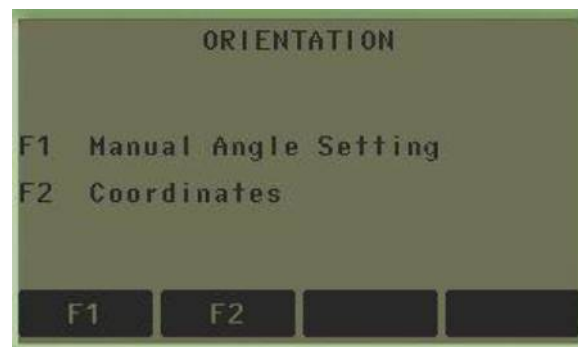 ORIENTATION
F1 Manual Angle Setting
F2 Coordinates
F1 F2